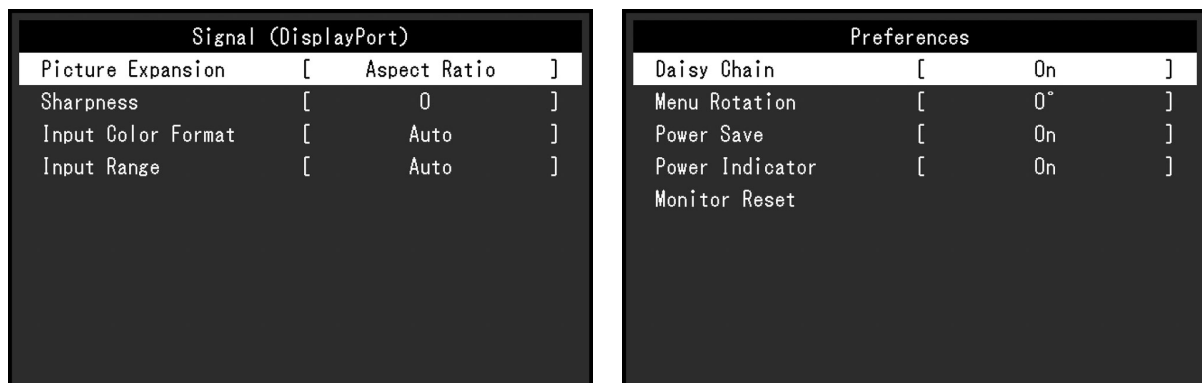 Signal (DisplayPort)
Picture Expansion [ Aspect Ratio ]
Sharpness [ 0 ]
Input Color Format [ Auto ]
Input Range [ Auto ]
Preferences
Daisy Chain [ On ]
Menu Rotation [ 0° ]
Power Save [ On ]
Power Indicator [ On ]
Monitor Reset